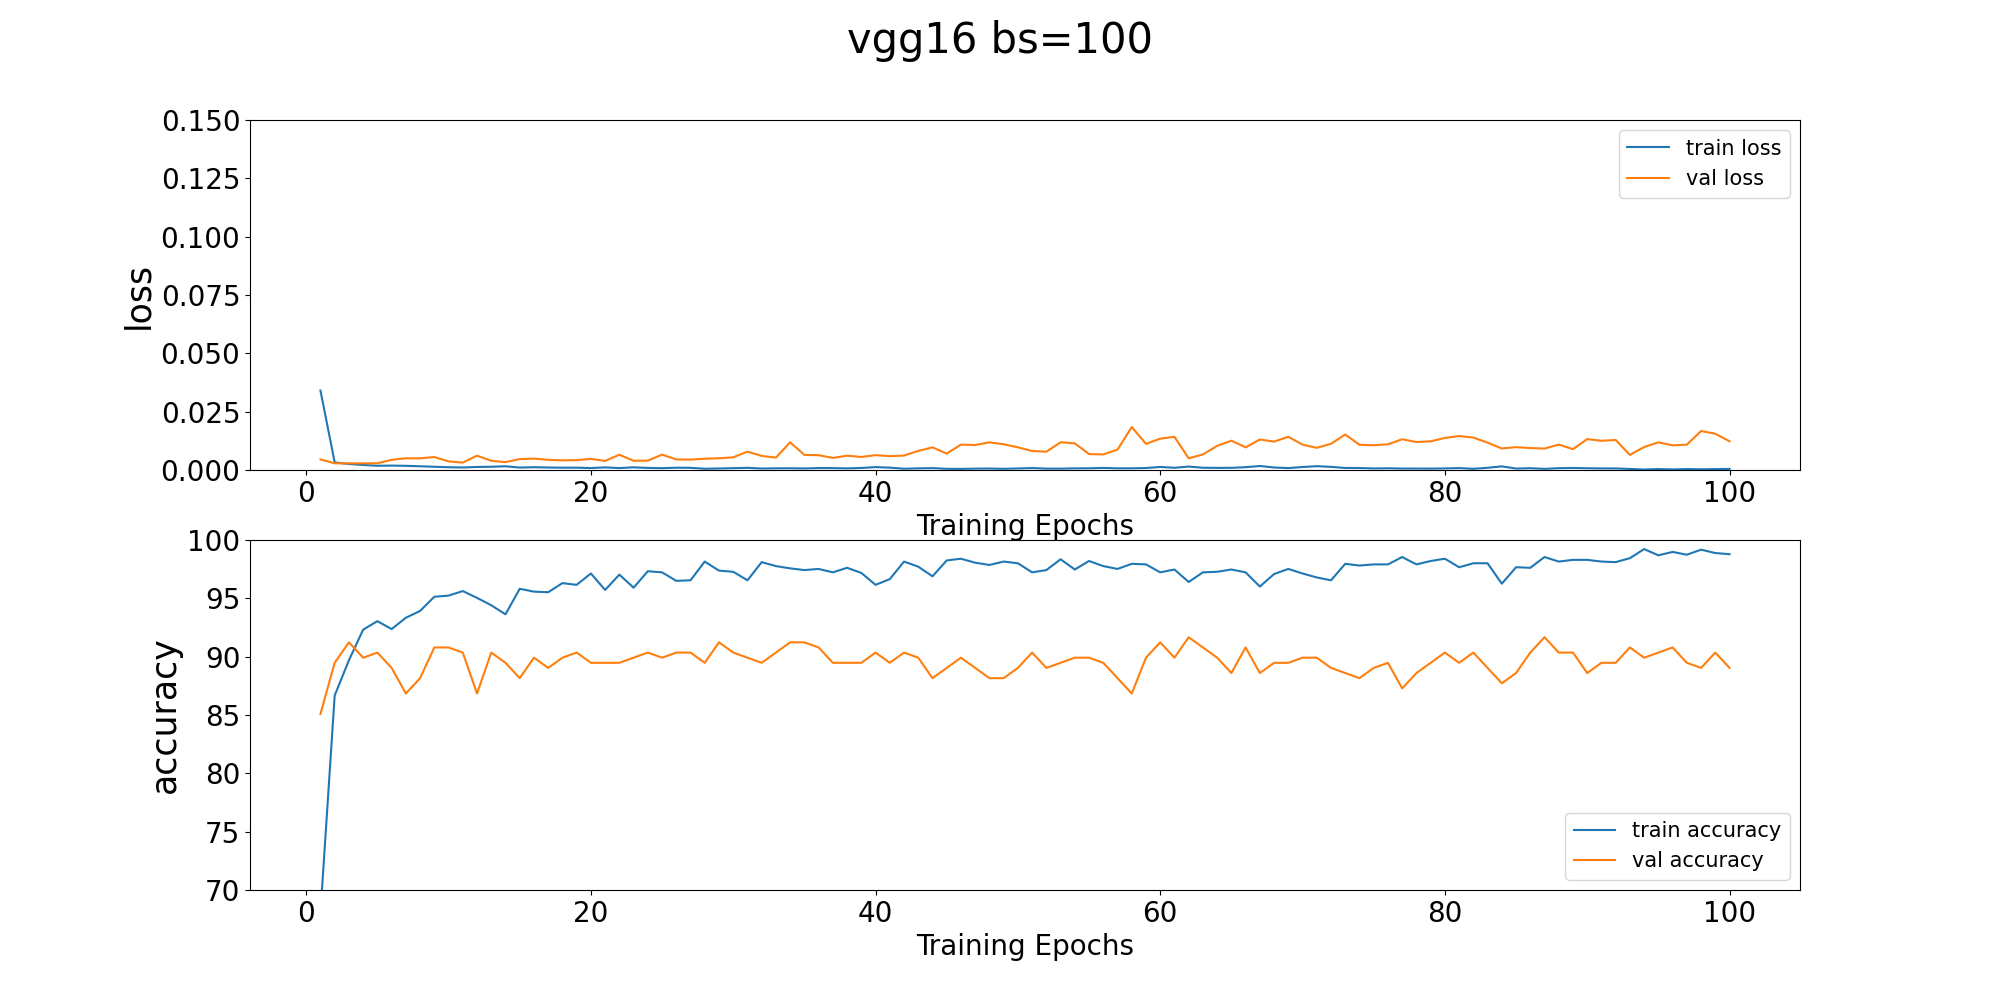 vgg16 bs=100
0.150
0.125
0.100
0.075
0.050
0.025
0.000
loss
train loss
val loss
0 20 40 60 80 100
Training Epochs
100
95
90
85
80
75
70
accuracy
train accuracy
val accuracy
0 20 40 60 80 100
Training Epochs